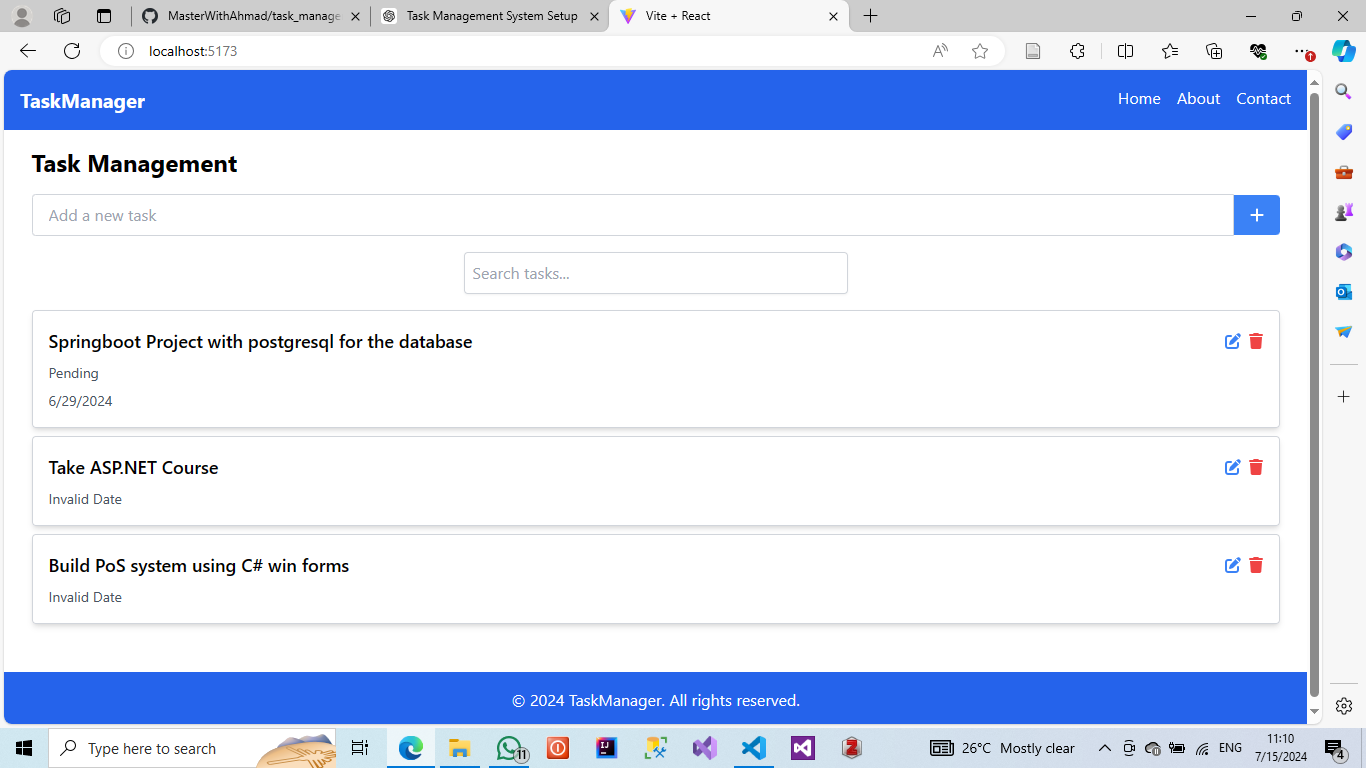 MasterWithAhmad/task_manage
Task Management System Setup
Vite + React
localhost:5173
TaskManager
Home
About
Contact
Task Management
Add a new task
Search tasks...
Springboot Project with postgresql for the database
Pending
6/29/2024
Take ASP.NET Course
Invalid Date
Build PoS system using C# win forms
Invalid Date
© 2024 TaskManager. All rights reserved.
Type here to search
11
26°C Mostly clear
ENG
11:10
7/15/2024
4